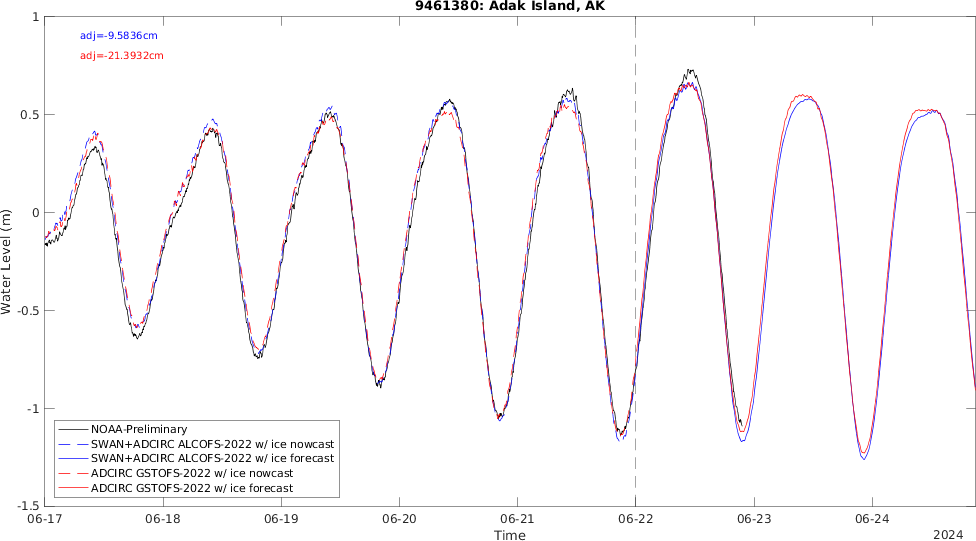 9461380: Adak Island, AK
adj=-9.5836cm
adj=-21.3932cm
1
0.5
0
-0.5
-1
-1.5
Water Level (m)
NOAA-Preliminary
SWAN+ADCIRC ALCOFS-2022 w/ ice nowcast
SWAN+ADCIRC ALCOFS-2022 w/ ice forecast
ADCIRC GSTOFS-2022 w/ ice nowcast
ADCIRC GSTOFS-2022 w/ ice forecast
06-17 06-18 06-19 06-20 06-21 06-22 06-23 06-24
Time
2024